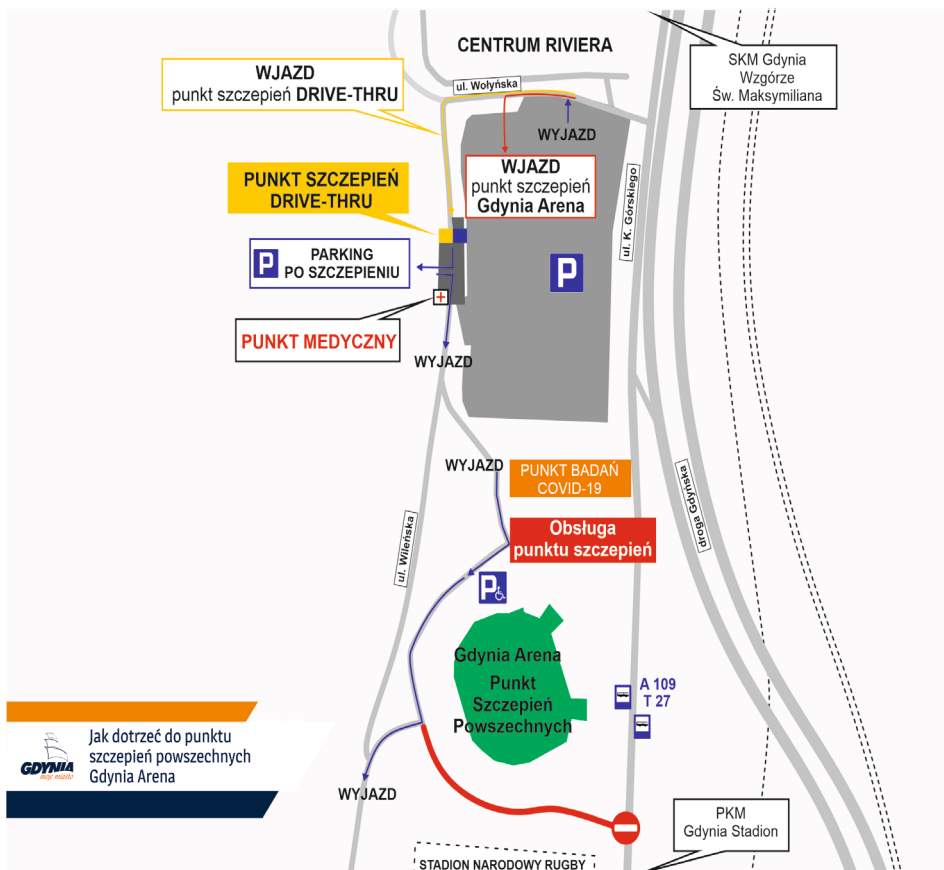 CENTRUM RIVIERA
SKM Gdynia
Wzgórze
Św. Maksymiliana
WJAZD
punkt szczepień DRIVE-THRU
ul. Wołyńska
WYJAZD
WJAZD
punkt szczepień
Gdynia Arena
PUNKT SZCZEPIEŃ
DRIVE-THRU
ul. K. Górskiego
P
PARKING
PO SZCZEPIENIU
P
PUNKT MEDYCZNY
WYJAZD
WYJAZD
PUNKT BADAŃ
COVID-19
droga Gdyńska
Obsługa
punktu szczepień
ul. Wileńska
P
Gdynia Arena
Punkt
Szczepień
Powszechnych
A 109
T 27
Jak dotrzeć do punktu
szczepień powszechnych
Gdynia Arena
GDYNIA
moje miasto
WYJAZD
PKM
Gdynia Stadion
STADION NARODOWY RUGBY